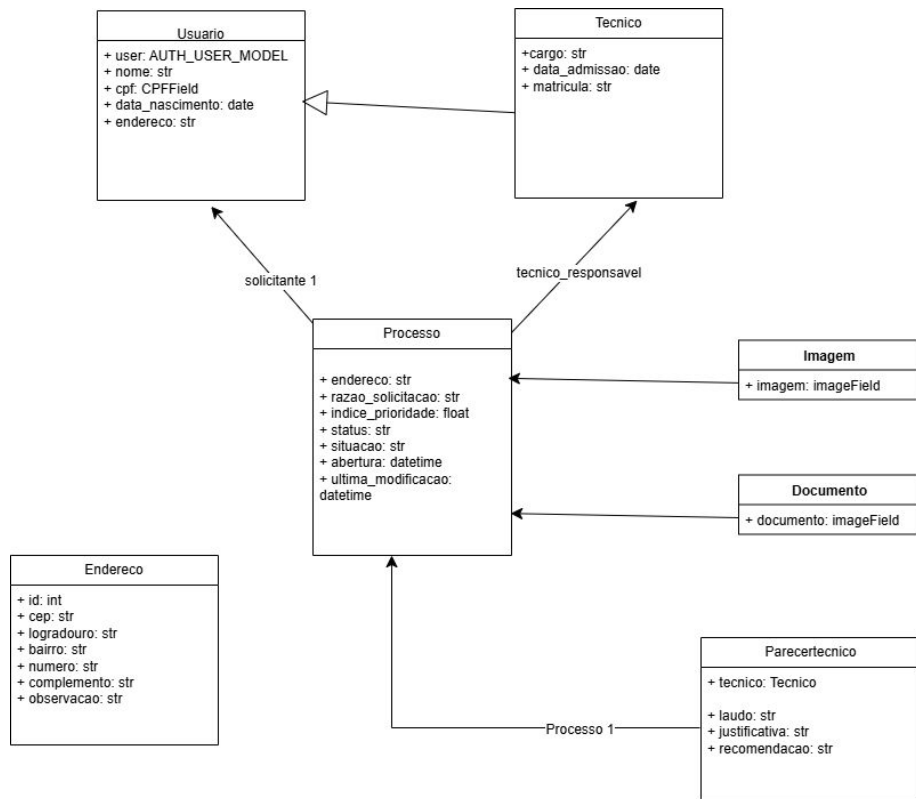 Usuario
+ user: AUTH_USER_MODEL
+ nome: str
+ cpf: CPFField
+ data_nascimento: date
+ endereco: str
Tecnico
+cargo: str
+ data_admissao: date
+ matricula: str
solicitante 1
tecnico_responsavel
Processo
+ endereco: str
+ razao_solicitacao: str
+ indice_prioridade: float
+ status: str
+ situacao: str
+ abertura: datetime
+ ultima_modificacao:
datetime
Imagem
+ imagem: imageField
Documento
+ documento: imageField
Endereco
+ id: int
+ cep: str
+ logradouro: str
+ bairro: str
+ numero: str
+ complemento: str
+ observacao: str
Processo 1
Parecertecnico
+ tecnico: Tecnico
+ laudo: str
+ justificativa: str
+ recomendacao: str